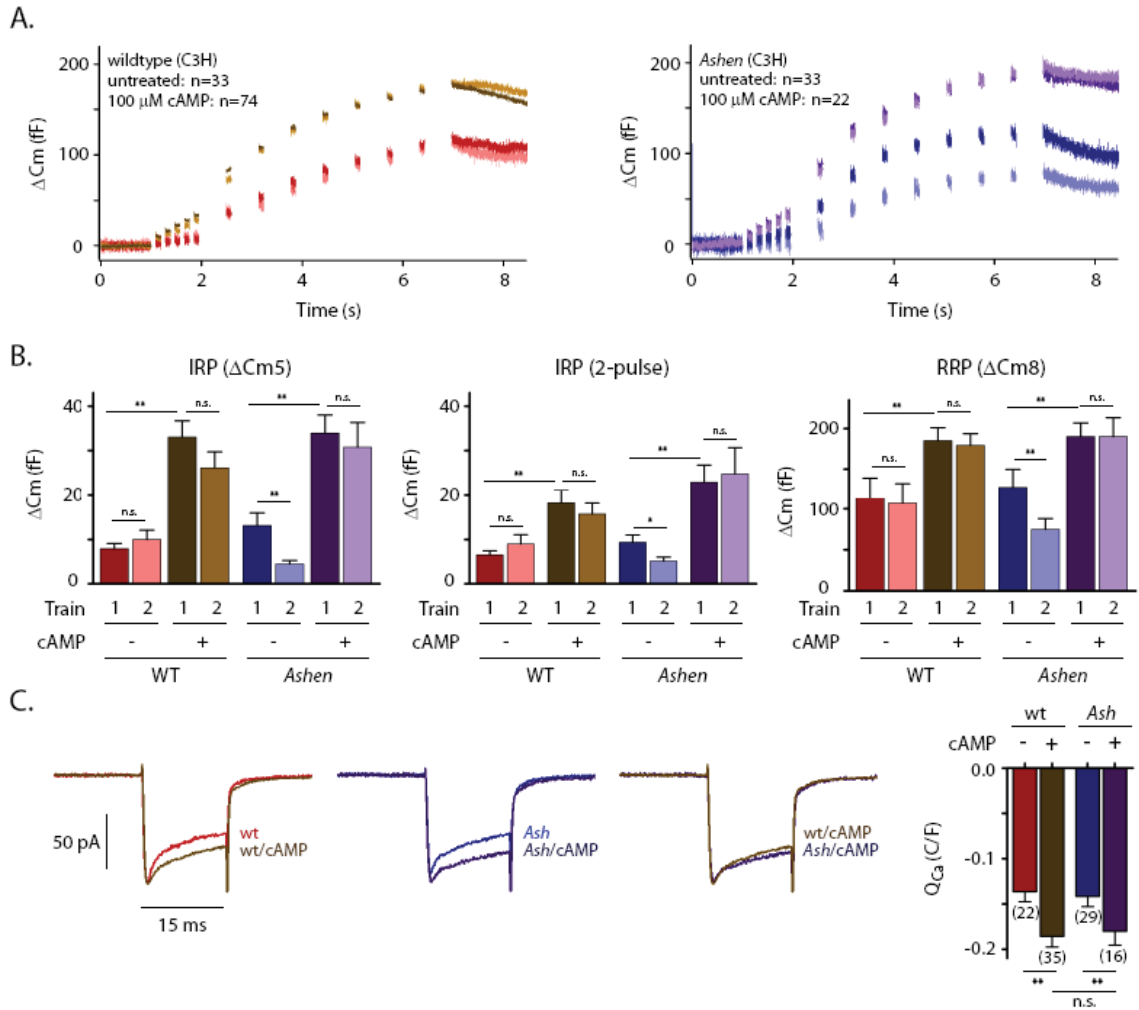 A.
wildtype (C3H)
untreated: n=33
100 μM cAMP: n=74
200
100
0
ΔCm (fF)
0 2 4 6 8
Time (s)
Ashen (C3H)
untreated: n=33
100 μM cAMP: n=22
200
100
0
ΔCm (fF)
0 2 4 6 8
Time (s)
B.
IRP (ΔCm5)
40
20
0
ΔCm (fF)
** n.s. ** n.s.
n.s. **
Train 1 2 1 2 1 2 1 2
cAMP - + - +
WT Ashen
IRP (2-pulse)
40
20
0
ΔCm (fF)
n.s.
** n.s. **
n.s. *
1 2 1 2 1 2 1 2
- + - +
WT Ashen
RRP (ΔCm8)
200
100
0
ΔCm (fF)
** n.s. ** n.s.
n.s. **
Train 1 2 1 2 1 2 1 2
cAMP - + - +
WT Ashen
C.
50 pA
15 ms
wt
wt/cAMP
Ash
Ash/cAMP
wt/cAMP
Ash/cAMP
wt Ash
cAMP - + - +
0.0
-0.1
-0.2
QCa (C/F)
(22) (29)
(35) (16)
** **
n.s.